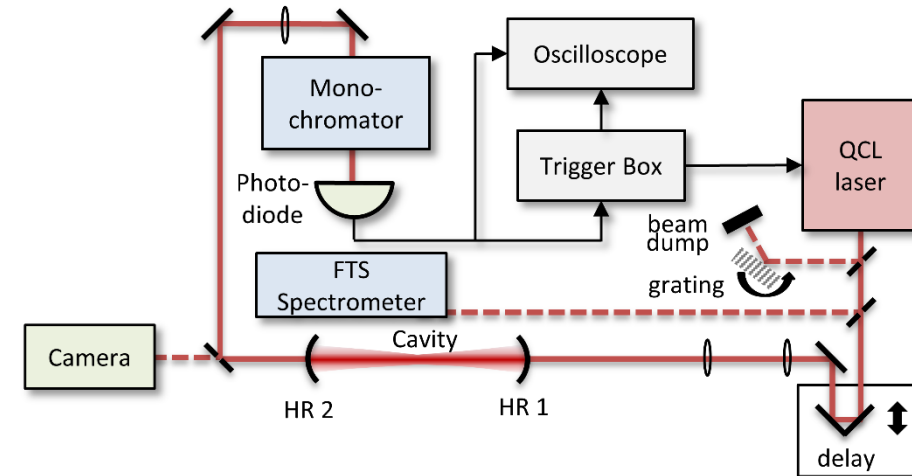 Oscilloscope
Mono-
chromator
Trigger Box
QCL
laser
Photo-
diode
beam
dump
grating
FTS
Spectrometer
Camera
Cavity
HR 2
HR 1
delay